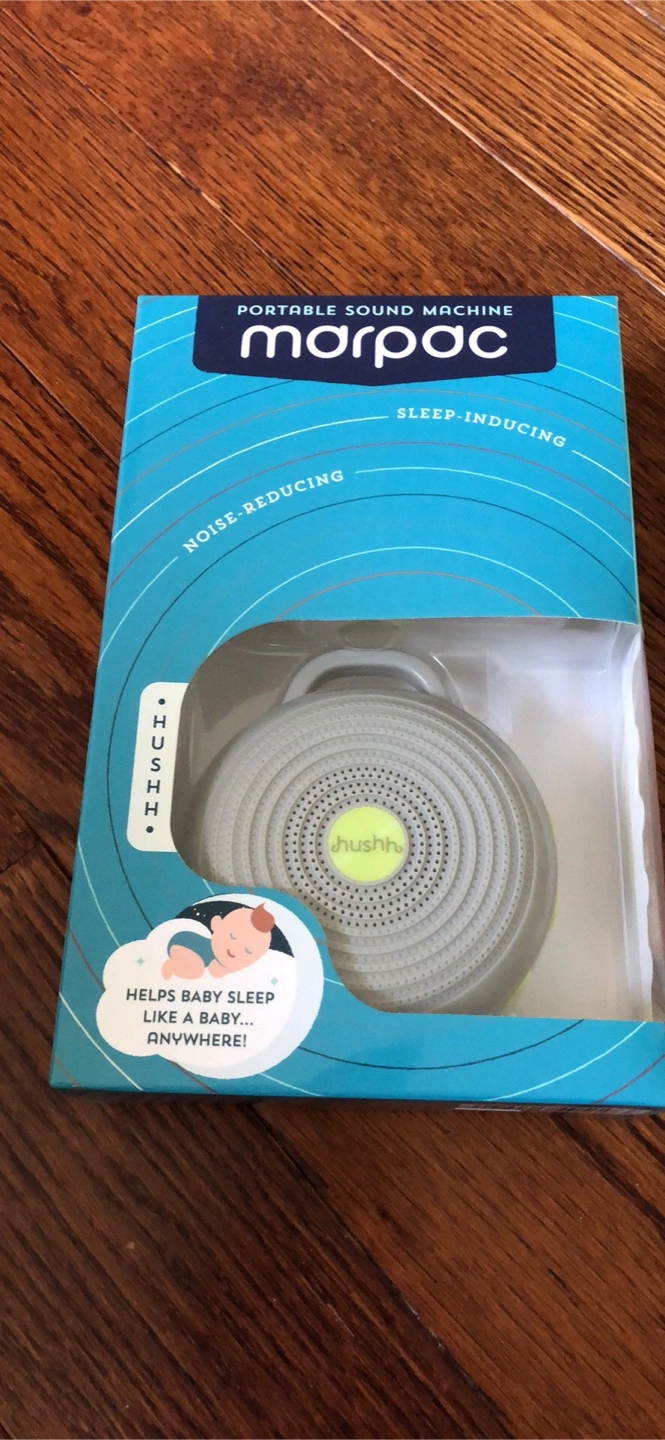 PORTABLE SOUND MACHINE
marpac
SLEEP-INDUCING
NOISE-REDUCING
• HUSHH •
hushh
HELPS BABY SLEEP
LIKE A BABY...
ANYWHERE!